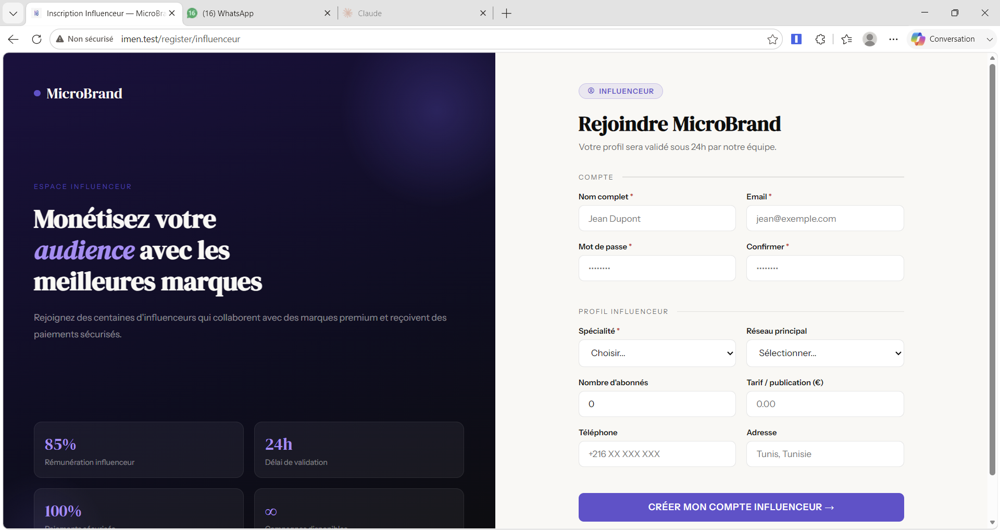 Inscription Influenceur — MicroBra
16
(16) WhatsApp
Claude
Non sécurisé
imen.test/register/influenceur
Conversation
MicroBrand
ESPACE INFLUENCEUR
Monétisez votre
audience avec les
meilleures marques
Rejoignez des centaines d'influenceurs qui collaborent avec des marques premium et reçoivent des
paiements sécurisés.
85%
Rémunération influenceur
24h
Délai de validation
100%
Paiements sécurisés
∞
Campagnes disponibles
INFLUENCEUR
Rejoindre MicroBrand
Votre profil sera validé sous 24h par notre équipe.
COMPTE
Nom complet *
Email *
Jean Dupont
jean@exemple.com
Mot de passe *
Confirmer *
••••••••
••••••••
PROFIL INFLUENCEUR
Spécialité *
Réseau principal
Choisir...
Sélectionner...
Nombre d'abonnés
Tarif / publication (€)
0
0.00
Téléphone
Adresse
+216 XX XXX XXX
Tunis, Tunisie
CRÉER MON COMPTE INFLUENCEUR →